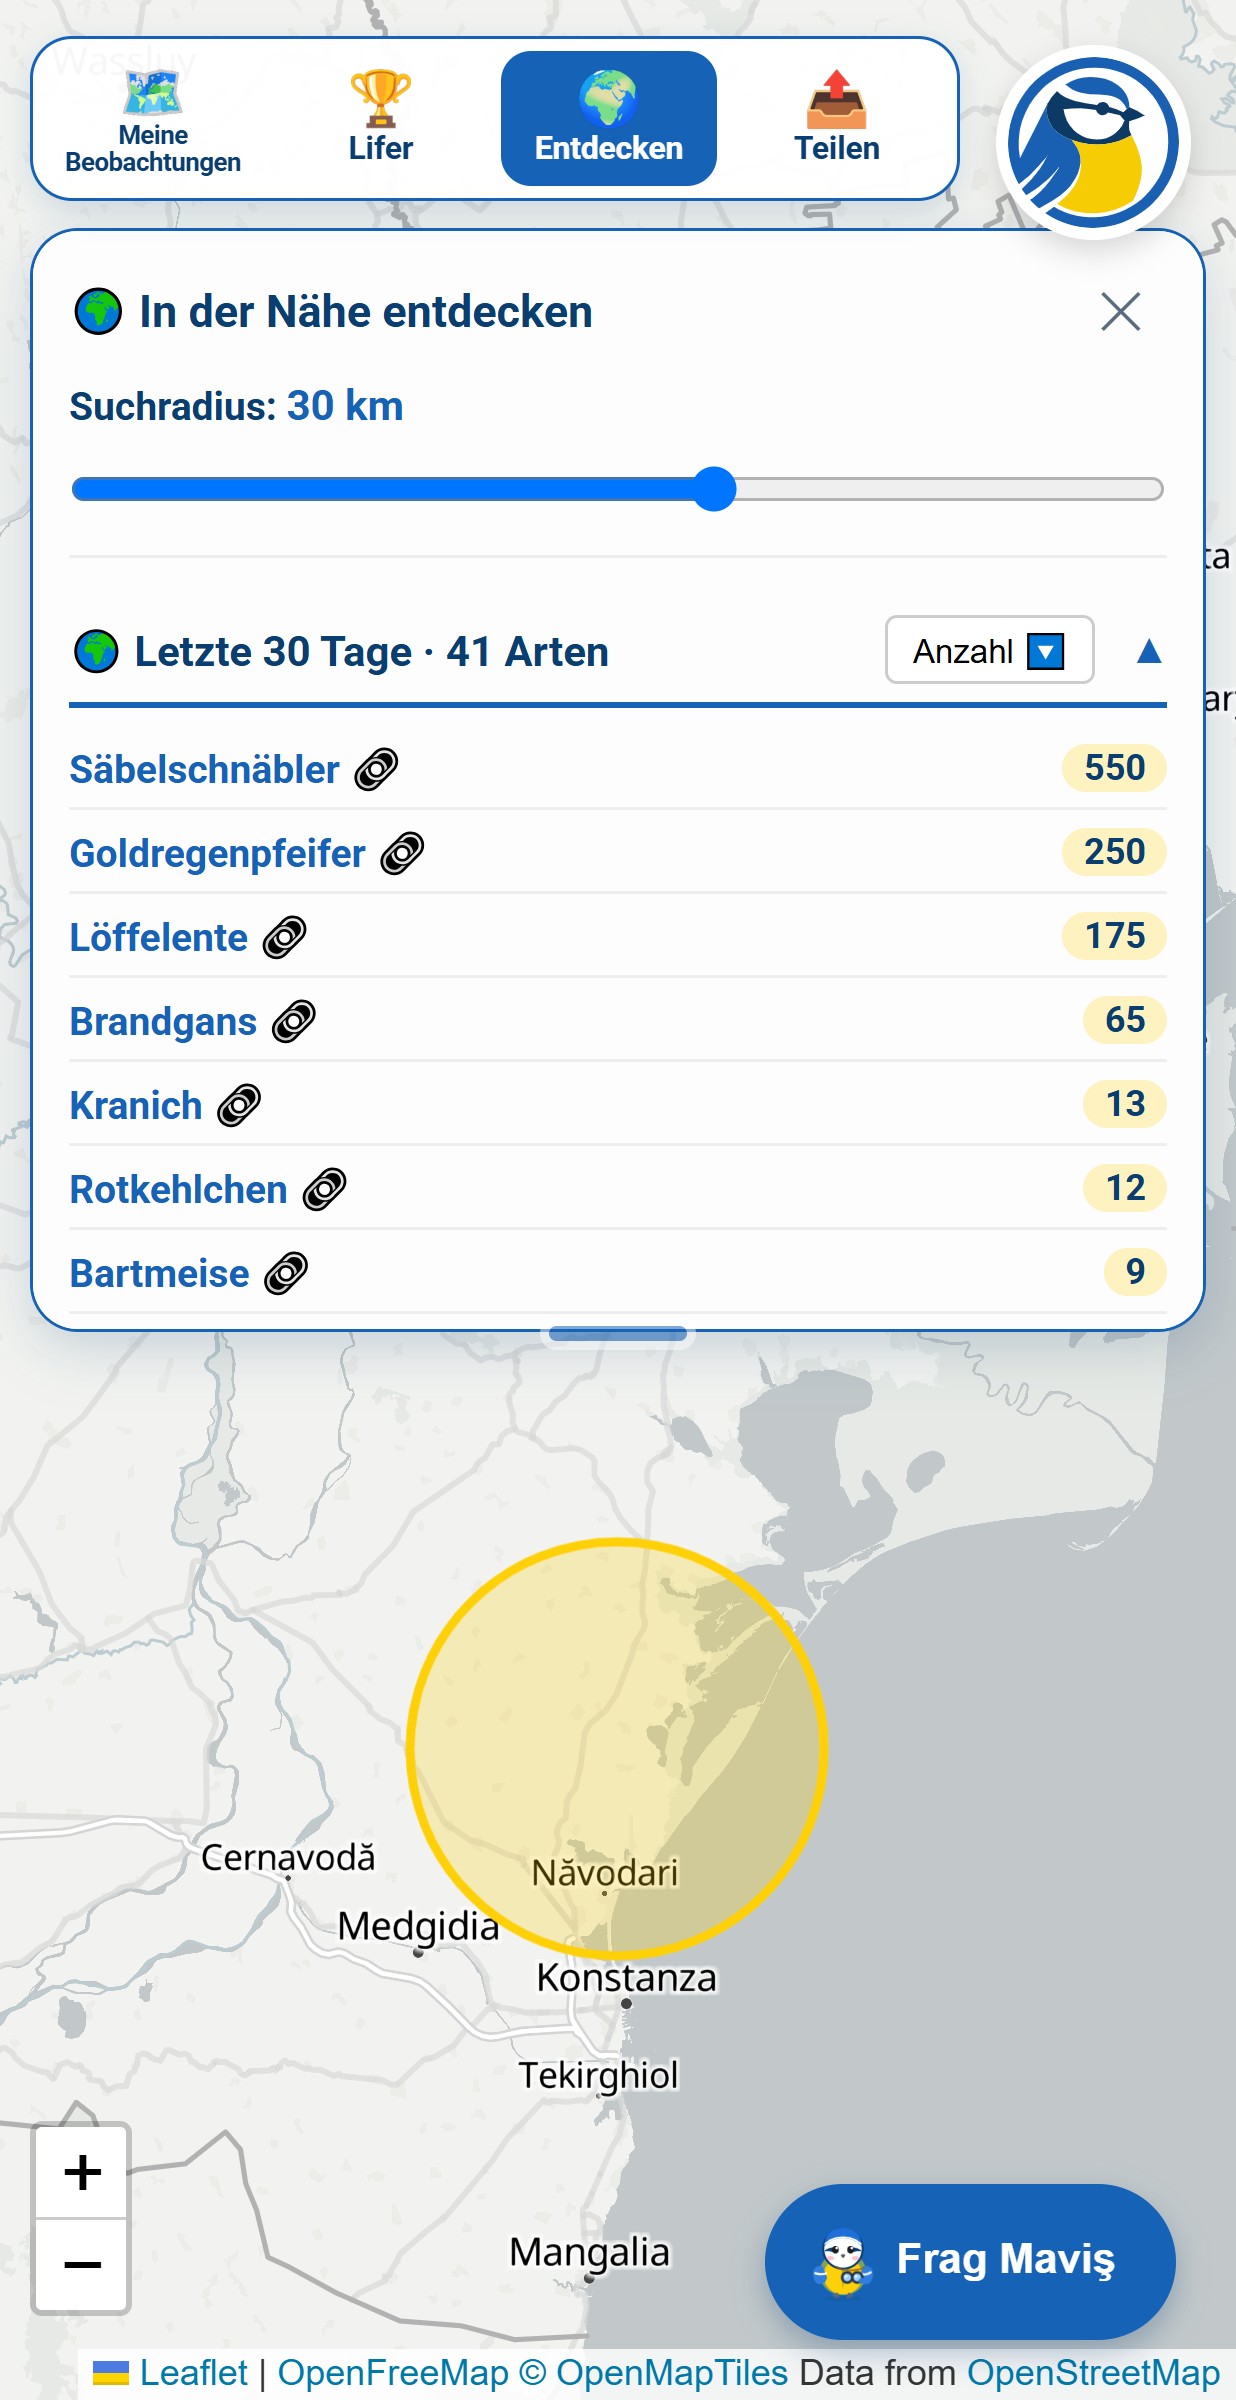 Wassluy
Meine
Beobachtungen
Lifer
Entdecken
Teilen
In der Nähe entdecken
Suchradius: 30 km
Letzte 30 Tage · 41 Arten
Anzahl
Säbelschnäbler
550
Goldregenpfeifer
250
Löffelente
175
Brandgans
65
Kranich
13
Rotkehlchen
12
Bartmeise
9
Cernavodă
Năvodari
Medgidia
Konstanza
Tekirghiol
Mangalia
+
−
Frag Maviş
Leaflet | OpenFreeMap © OpenMapTiles Data from OpenStreetMap